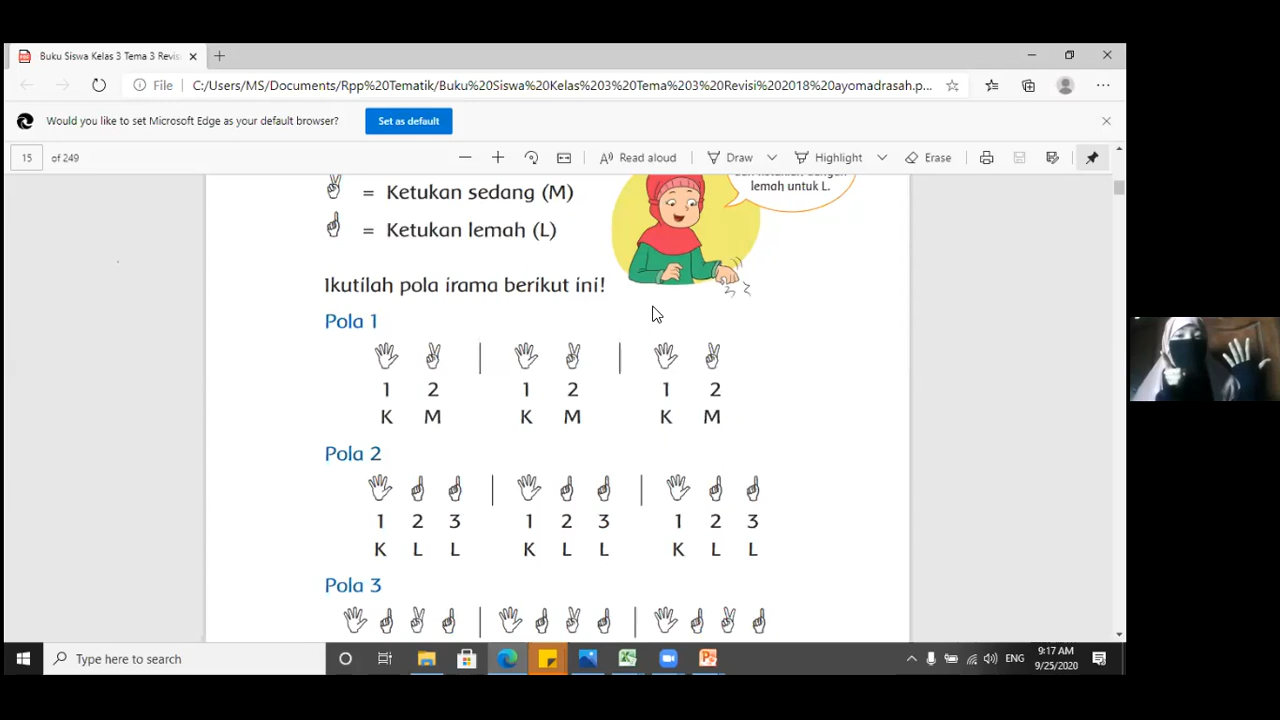 Buku Siswa Kelas 3 Tema 3 Revis
File
C:/Users/MS/Documents/Rpp%20Tematik/Buku%20Siswa%20Kelas%203%20Tema%203%20Revisi%202018%20ayomadrasah.p...
Would you like to set Microsoft Edge as your default browser?
Set as default
15 of 249
Read aloud
Draw
Highlight
Erase
= Ketukan sedang (M)
lemah untuk L.
= Ketukan lemah (L)
Ikutilah pola irama berikut ini!
Pola 1
1 2 | 1 2 | 1 2
K M K M K M
Pola 2
1 2 3 | 1 2 3 | 1 2 3
K L L K L L K L L
Pola 3
Type here to search
ENG
9:17 AM
9/25/2020